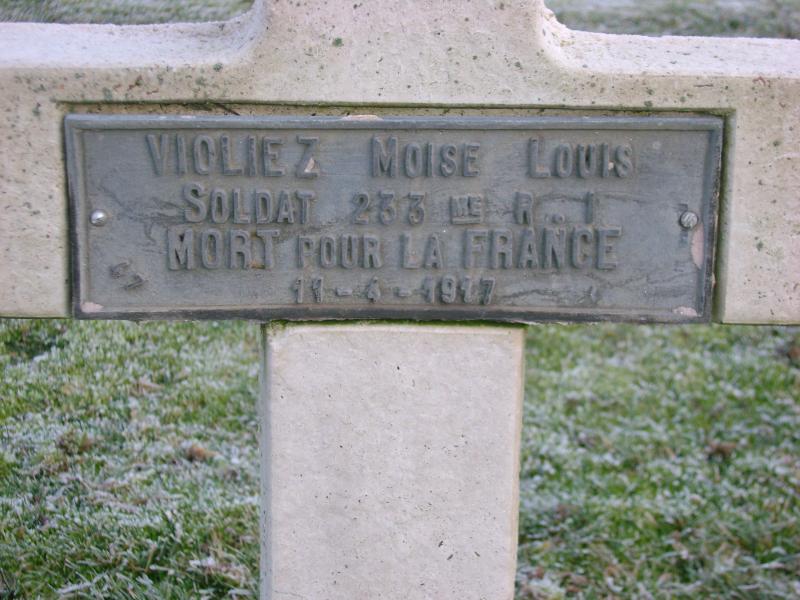 VIOLIEZ MOISE LOUIS
SOLDAT 233 ME R.I
MORT POUR LA FRANCE
11-4-1917